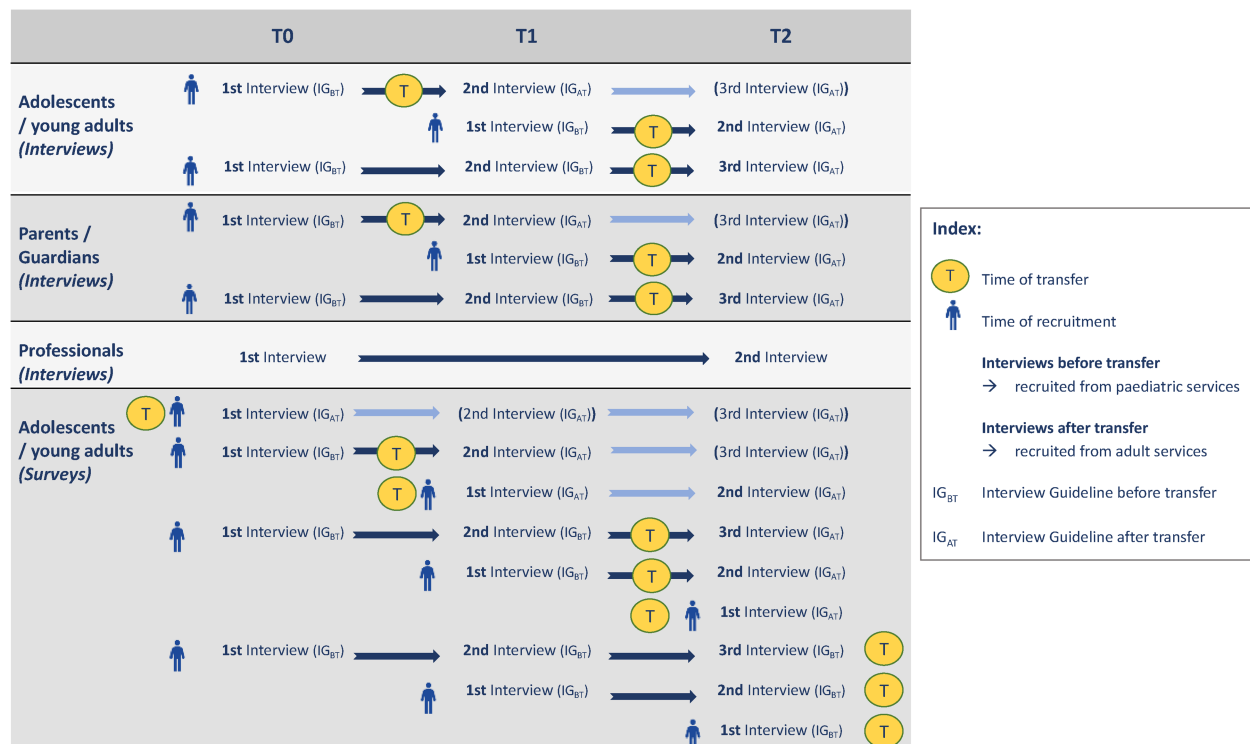 T0 T1 T2
Adolescents
/ young adults
(Interviews)
1st Interview (IGBT) T 2nd Interview (IGAT) (3rd Interview (IGAT))
1st Interview (IGBT) T 2nd Interview (IGAT)
1st Interview (IGBT) 2nd Interview (IGBT) T 3rd Interview (IGAT)
Parents /
Guardians
(Interviews)
1st Interview (IGBT) T 2nd Interview (IGAT) (3rd Interview (IGAT))
1st Interview (IGBT) T 2nd Interview (IGAT)
1st Interview (IGBT) 2nd Interview (IGBT) T 3rd Interview (IGAT)
Professionals
(Interviews)
1st Interview 2nd Interview
Adolescents
/ young adults
(Surveys)
T 1st Interview (IGAT) (2nd Interview (IGAT)) (3rd Interview (IGAT))
1st Interview (IGBT) T 2nd Interview (IGAT) (3rd Interview (IGAT))
T 1st Interview (IGAT) 2nd Interview (IGAT)
1st Interview (IGBT) 2nd Interview (IGBT) T 3rd Interview (IGAT)
1st Interview (IGBT) T 2nd Interview (IGAT)
T 1st Interview (IGAT)
1st Interview (IGBT) 2nd Interview (IGBT) 3rd Interview (IGBT) T
1st Interview (IGBT) 2nd Interview (IGBT) T
1st Interview (IGBT) T
Index:
T Time of transfer
Time of recruitment
Interviews before transfer
→ recruited from paediatric services
Interviews after transfer
→ recruited from adult services
IGBT Interview Guideline before transfer
IGAT Interview Guideline after transfer